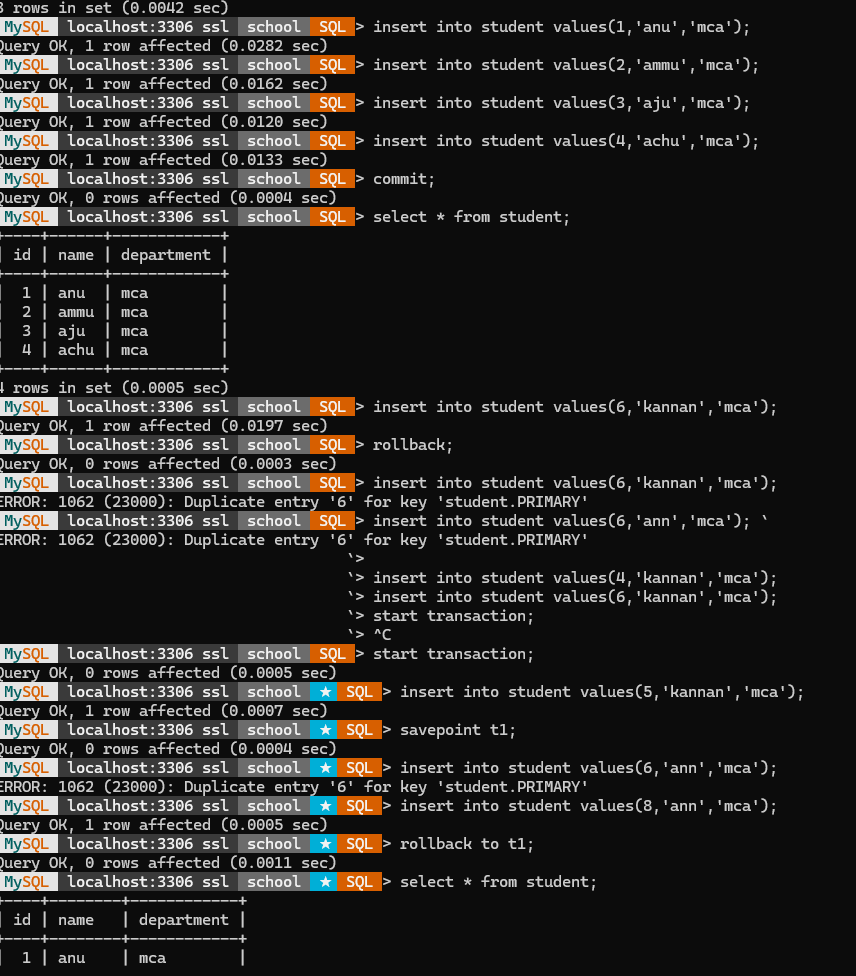 3 rows in set (0.0042 sec)
MySQL localhost:3306 ssl school SQL > insert into student values(1,'anu','mca');
Query OK, 1 row affected (0.0282 sec)
MySQL localhost:3306 ssl school SQL > insert into student values(2,'ammu','mca');
Query OK, 1 row affected (0.0162 sec)
MySQL localhost:3306 ssl school SQL > insert into student values(3,'aju','mca');
Query OK, 1 row affected (0.0120 sec)
MySQL localhost:3306 ssl school SQL > insert into student values(4,'achu','mca');
Query OK, 1 row affected (0.0133 sec)
MySQL localhost:3306 ssl school SQL > commit;
Query OK, 0 rows affected (0.0004 sec)
MySQL localhost:3306 ssl school SQL > select * from student;
+----+------+------------+
| id | name | department |
+----+------+------------+
|  1 | anu  | mca        |
|  2 | ammu | mca        |
|  3 | aju  | mca        |
|  4 | achu | mca        |
+----+------+------------+
4 rows in set (0.0005 sec)
MySQL localhost:3306 ssl school SQL > insert into student values(6,'kannan','mca');
Query OK, 1 row affected (0.0197 sec)
MySQL localhost:3306 ssl school SQL > rollback;
Query OK, 0 rows affected (0.0003 sec)
MySQL localhost:3306 ssl school SQL > insert into student values(6,'kannan','mca');
ERROR: 1062 (23000): Duplicate entry '6' for key 'student.PRIMARY'
MySQL localhost:3306 ssl school SQL > insert into student values(6,'ann','mca'); `
ERROR: 1062 (23000): Duplicate entry '6' for key 'student.PRIMARY'
`>
`> insert into student values(4,'kannan','mca');
`> insert into student values(6,'kannan','mca');
`> start transaction;
`> ^C
MySQL localhost:3306 ssl school SQL > start transaction;
Query OK, 0 rows affected (0.0005 sec)
MySQL localhost:3306 ssl school ★ SQL > insert into student values(5,'kannan','mca');
Query OK, 1 row affected (0.0007 sec)
MySQL localhost:3306 ssl school ★ SQL > savepoint t1;
Query OK, 0 rows affected (0.0004 sec)
MySQL localhost:3306 ssl school ★ SQL > insert into student values(6,'ann','mca');
ERROR: 1062 (23000): Duplicate entry '6' for key 'student.PRIMARY'
MySQL localhost:3306 ssl school ★ SQL > insert into student values(8,'ann','mca');
Query OK, 1 row affected (0.0005 sec)
MySQL localhost:3306 ssl school ★ SQL > rollback to t1;
Query OK, 0 rows affected (0.0011 sec)
MySQL localhost:3306 ssl school ★ SQL > select * from student;
+----+--------+------------+
| id | name   | department |
+----+--------+------------+
|  1 | anu    | mca        |